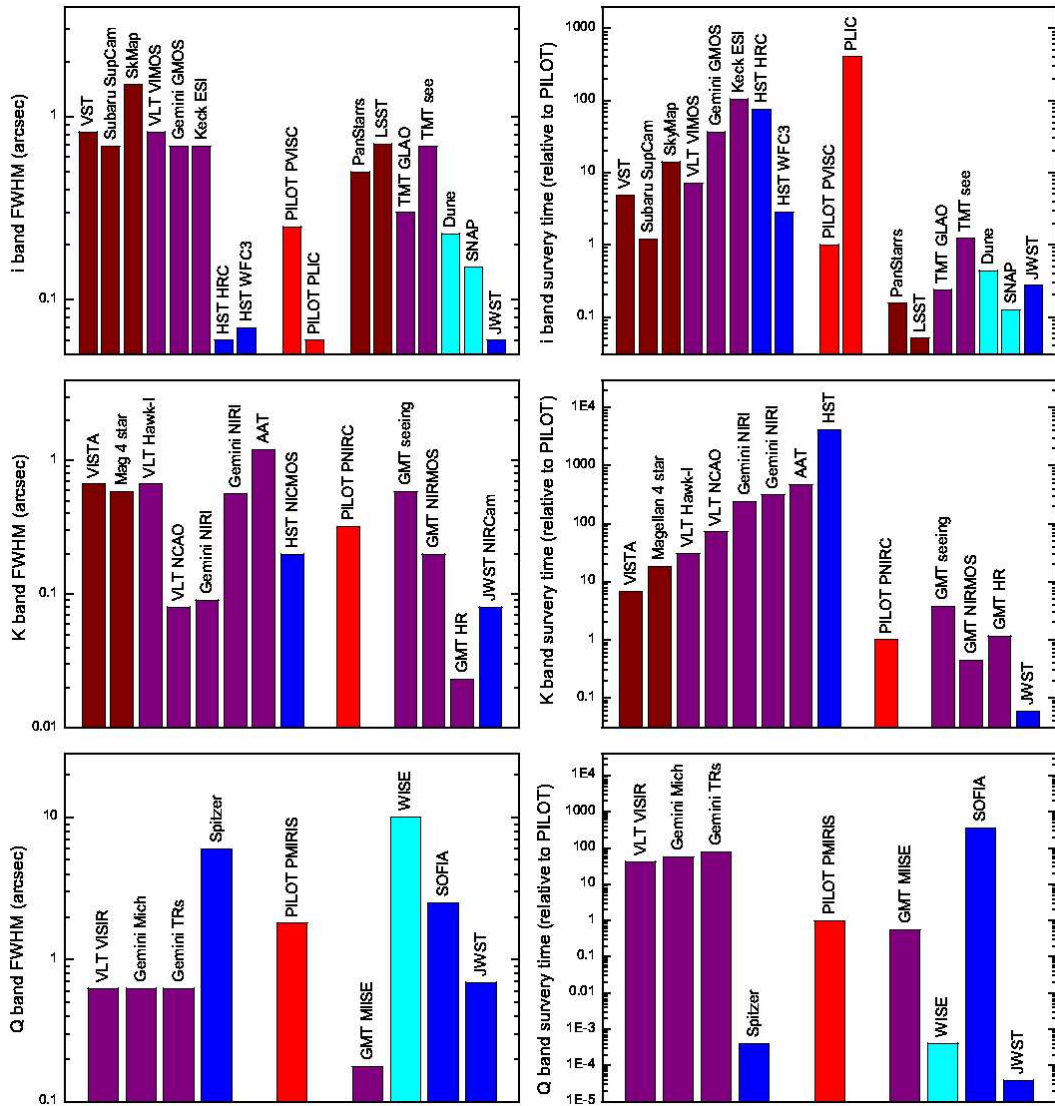 i band FWHM (arcsec)
1
0.1
VST
Subaru SupCam
SkMap
VLT VIMOS
Gemini GMOS
Keck ESI
HST HRC
HST WFC3
PILOT PVISC
PILOT PLIC
PanStarrs
LSST
TMT GLAO
TMT see
Dune
SNAP
JWST
i band survery time (relative to PILOT)
1000
100
10
1
0.1
VST
Subaru SupCam
SkyMap
VLT VIMOS
Gemini GMOS
Keck ESI
HST HRC
HST WFC3
PILOT PVISC
PLIC
PanStarrs
LSST
TMT GLAO
TMT see
Dune
SNAP
JWST
K band FWHM (arcsec)
1
0.1
0.01
VISTA
Mag 4 star
VLT Hawk-I
VLT NCAO
Gemini NIRI
Gemini NIRI
AAT
HST NICMOS
PILOT PNIRC
GMT seeing
GMT NIRMOS
GMT HR
JWST NIRCam
K band survery time (relative to PILOT)
1E4
1000
100
10
1
0.1
VISTA
Magellan 4 star
VLT Hawk-I
VLT NCAO
Gemini NIRI
Gemini NIRI
AAT
HST
PILOT PNIRC
GMT seeing
GMT NIRMOS
GMT HR
JWST
Q band FWHM (arcsec)
10
1
0.1
VLT VISIR
Gemini Mich
Gemini TRs
Spitzer
PILOT PMIRIS
GMT MIISE
WISE
SOFIA
JWST
Q band survery time (relative to PILOT)
1E4
1000
100
10
1
0.1
0.01
1E-3
1E-4
1E-5
VLT VISIR
Gemini Mich
Gemini TRs
Spitzer
PILOT PMIRIS
GMT MIISE
WISE
SOFIA
JWST